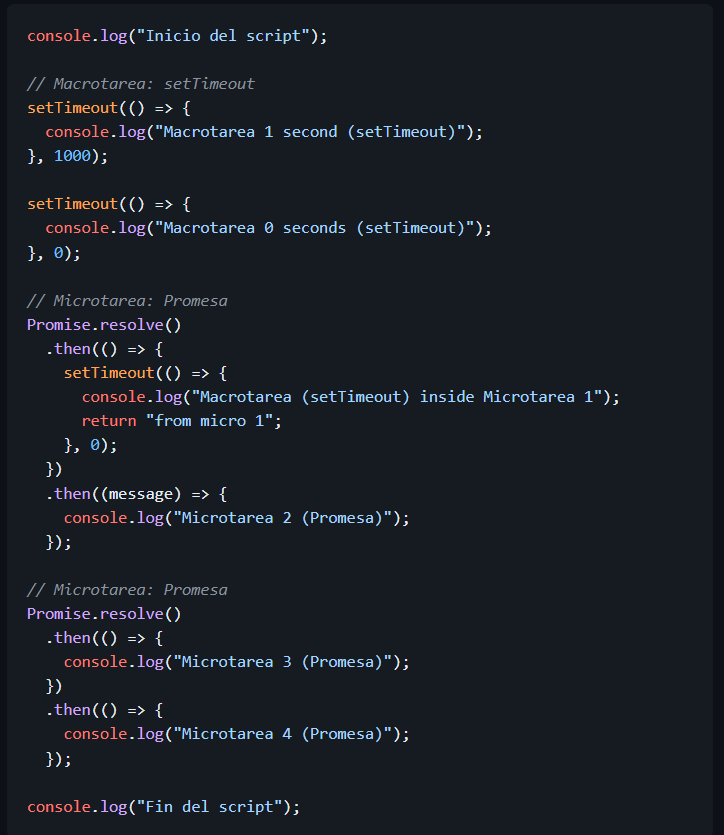 console.log("Inicio del script");

// Macrotarea: setTimeout
setTimeout(() => {
  console.log("Macrotarea 1 second (setTimeout)");
}, 1000);

setTimeout(() => {
  console.log("Macrotarea 0 seconds (setTimeout)");
}, 0);

// Microtarea: Promesa
Promise.resolve()
  .then(() => {
    setTimeout(() => {
      console.log("Macrotarea (setTimeout) inside Microtarea 1");
      return "from micro 1";
    }, 0);
  })
  .then((message) => {
    console.log("Microtarea 2 (Promesa)");
  });

// Microtarea: Promesa
Promise.resolve()
  .then(() => {
    console.log("Microtarea 3 (Promesa)");
  })
  .then(() => {
    console.log("Microtarea 4 (Promesa)");
  });

console.log("Fin del script");